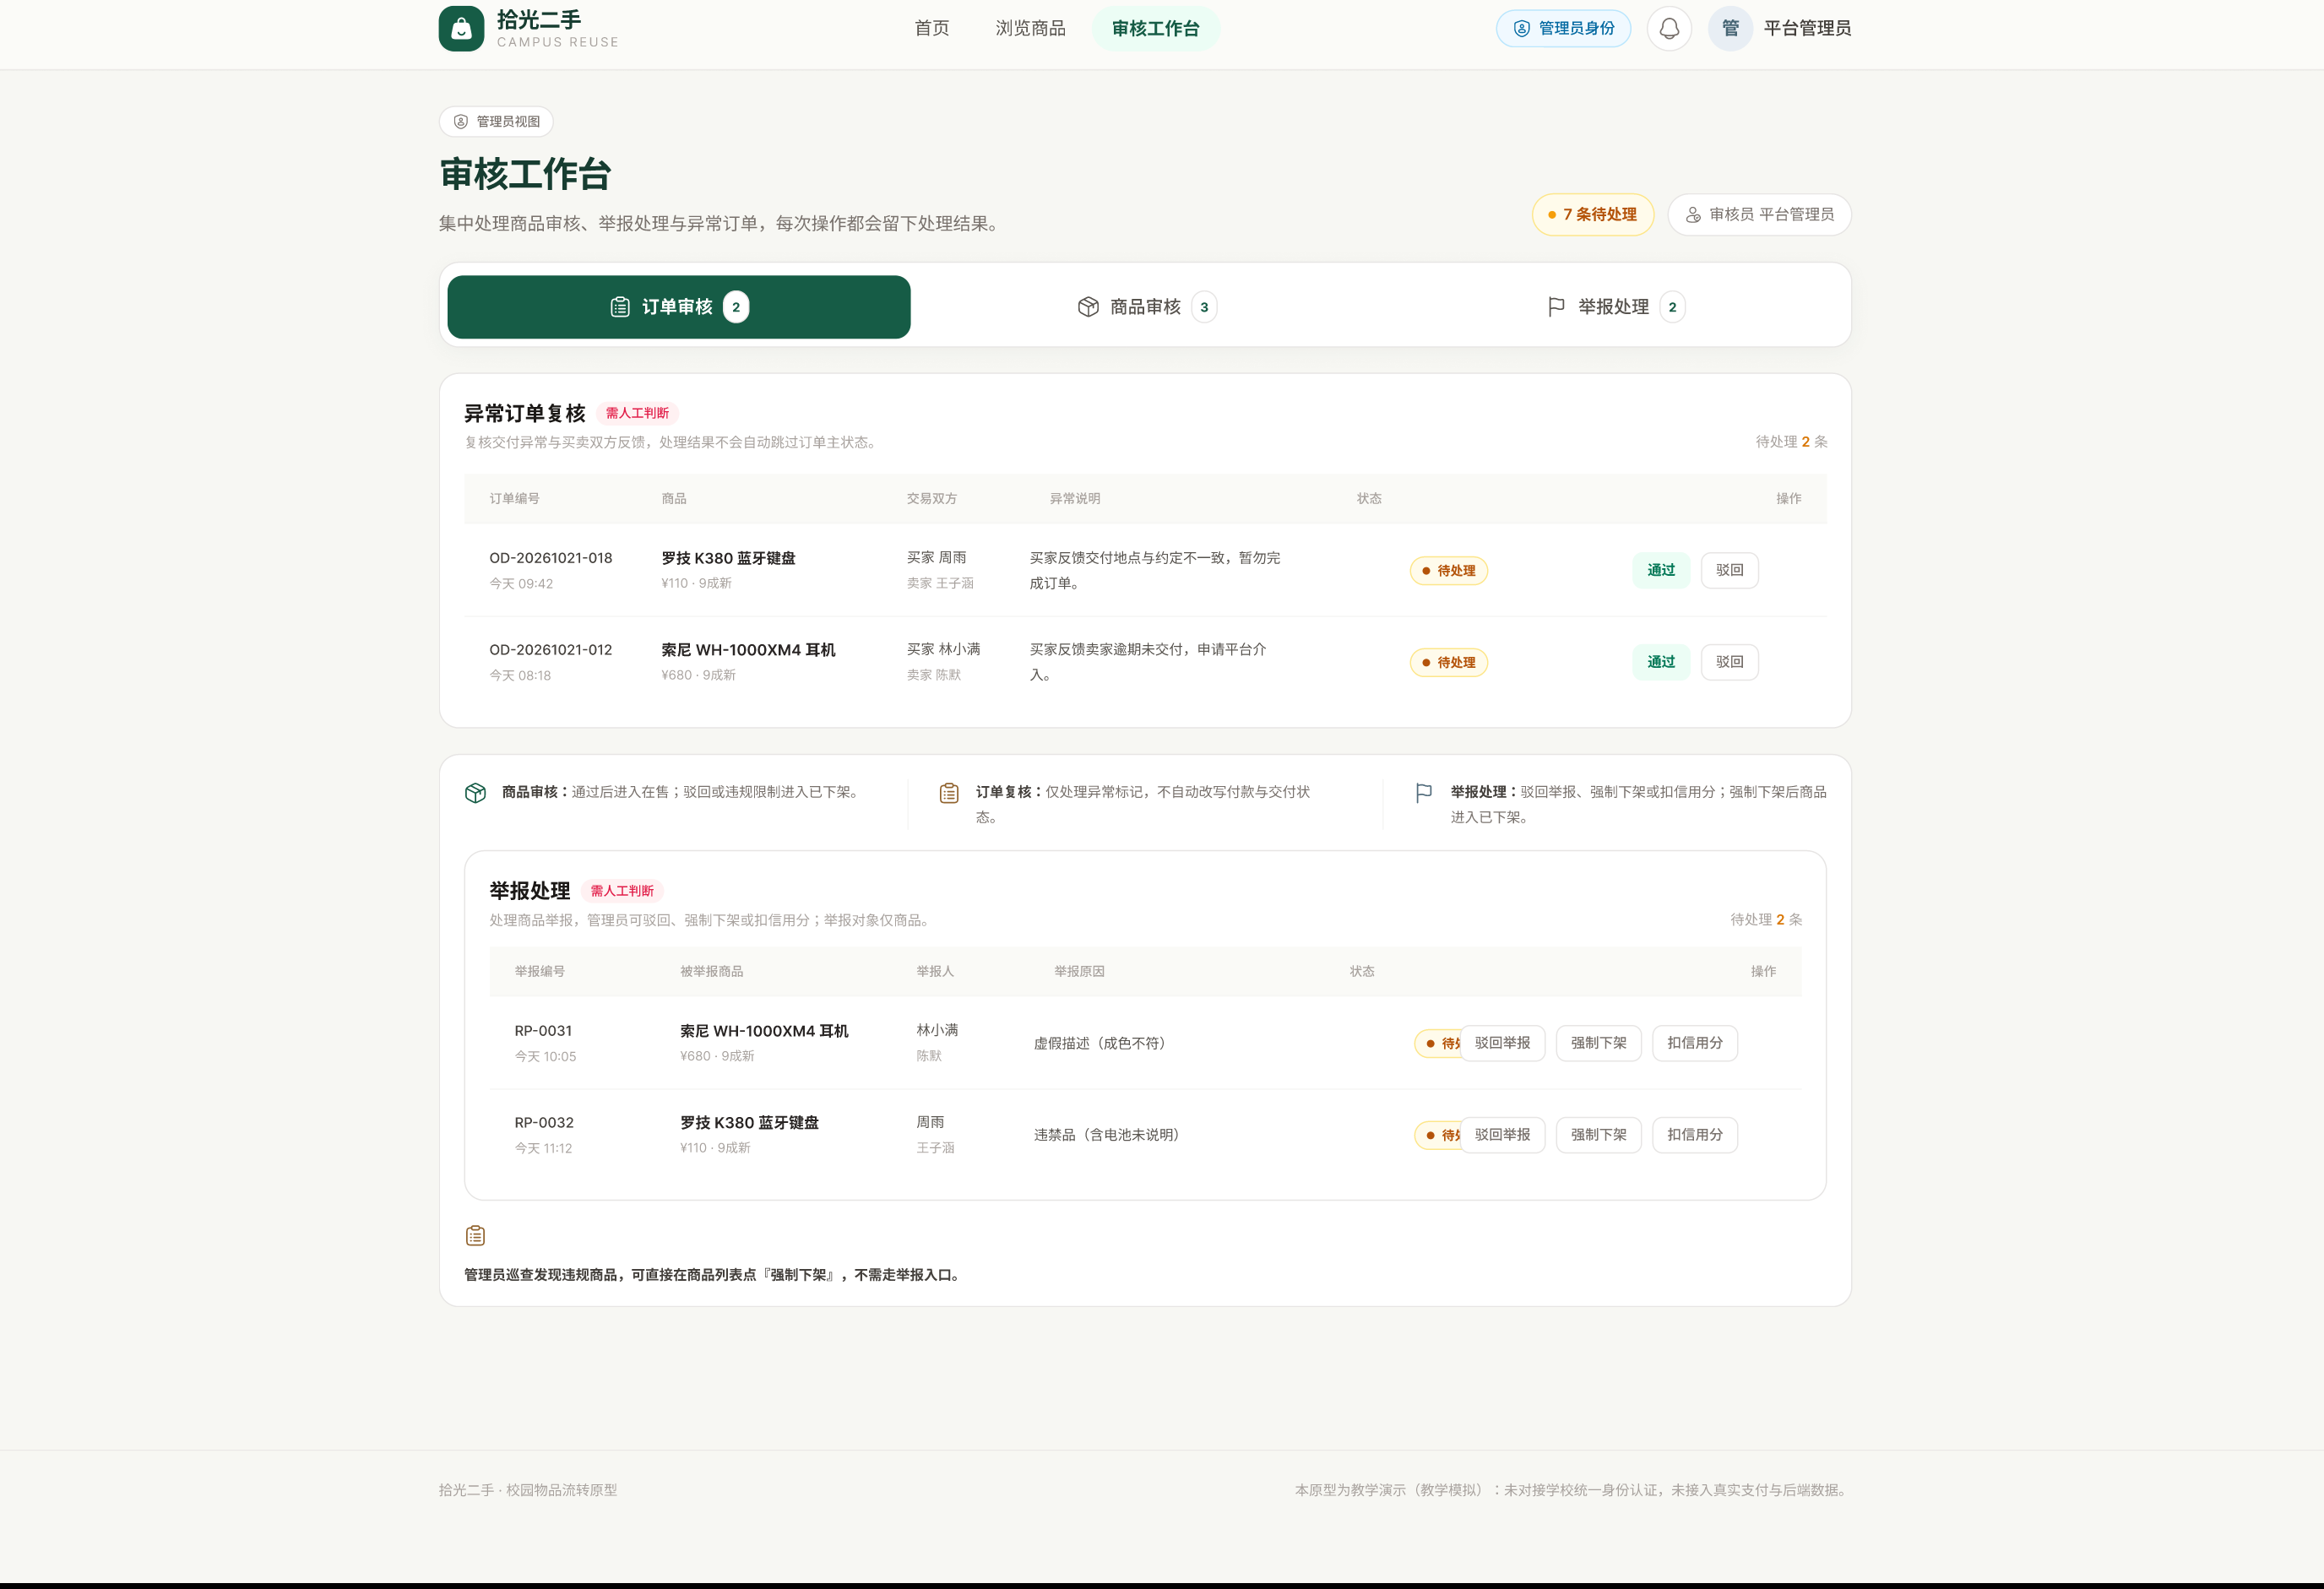 拾光二手
CAMPUS REUSE
首页
浏览商品
审核工作台
管理员身份
管
平台管理员
管理员视图
审核工作台
集中处理商品审核、举报处理与异常订单，每次操作都会留下处理结果。
7 条待处理
审核员 平台管理员
订单审核 2
商品审核 3
举报处理 2
异常订单复核
需人工判断
复核交付异常与买卖双方反馈，处理结果不会自动跳过订单主状态。
待处理 2 条
订单编号
商品
交易双方
异常说明
状态
操作
OD-20261021-018
今天 09:42
罗技 K380 蓝牙键盘
¥110 · 9成新
买家 周雨
卖家 王子涵
买家反馈交付地点与约定不一致，暂勿完
成订单。
待处理
通过
驳回
OD-20261021-012
今天 08:18
索尼 WH-1000XM4 耳机
¥680 · 9成新
买家 林小满
卖家 陈默
买家反馈卖家逾期未交付，申请平台介
入。
待处理
通过
驳回
商品审核：通过后进入在售；驳回或违规限制进入已下架。
订单复核：仅处理异常标记，不自动改写付款与交付状
态。
举报处理：驳回举报、强制下架或扣信用分；强制下架后商品
进入已下架。
举报处理
需人工判断
处理商品举报，管理员可驳回、强制下架或扣信用分；举报对象仅商品。
待处理 2 条
举报编号
被举报商品
举报人
举报原因
状态
操作
RP-0031
今天 10:05
索尼 WH-1000XM4 耳机
¥680 · 9成新
林小满
陈默
虚假描述（成色不符）
待
驳回举报
强制下架
扣信用分
RP-0032
今天 11:12
罗技 K380 蓝牙键盘
¥110 · 9成新
周雨
王子涵
违禁品（含电池未说明）
待
驳回举报
强制下架
扣信用分
管理员巡查发现违规商品，可直接在商品列表点『强制下架』，不需走举报入口。
拾光二手 · 校园物品流转原型
本原型为教学演示（教学模拟）：未对接学校统一身份认证，未接入真实支付与后端数据。